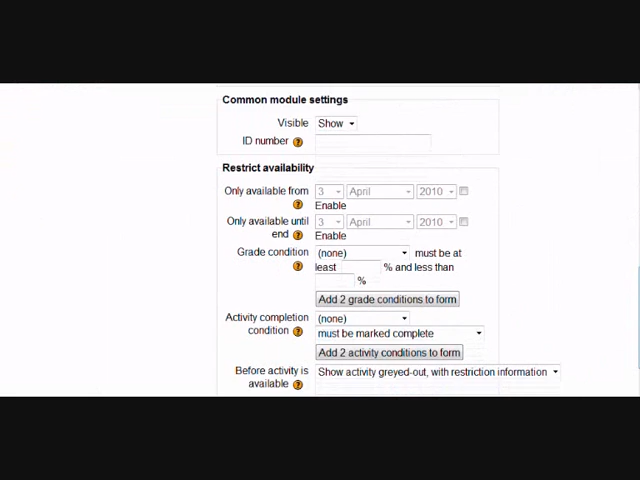 Common module settings
Visible Show
ID number
Restrict availability
Only available from 3 April 2010
Enable
Only available until 3 April 2010
end Enable
Grade condition (none) must be at
least % and less than
%
Add 2 grade conditions to form
Activity completion (none)
condition must be marked complete
Add 2 activity conditions to form
Before activity is Show activity greyed-out, with restriction information
available